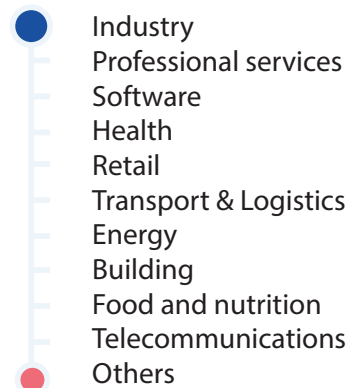 Industry
Professional services
Software
Health
Retail
Transport & Logistics
Energy
Building
Food and nutrition
Telecommunications
Others